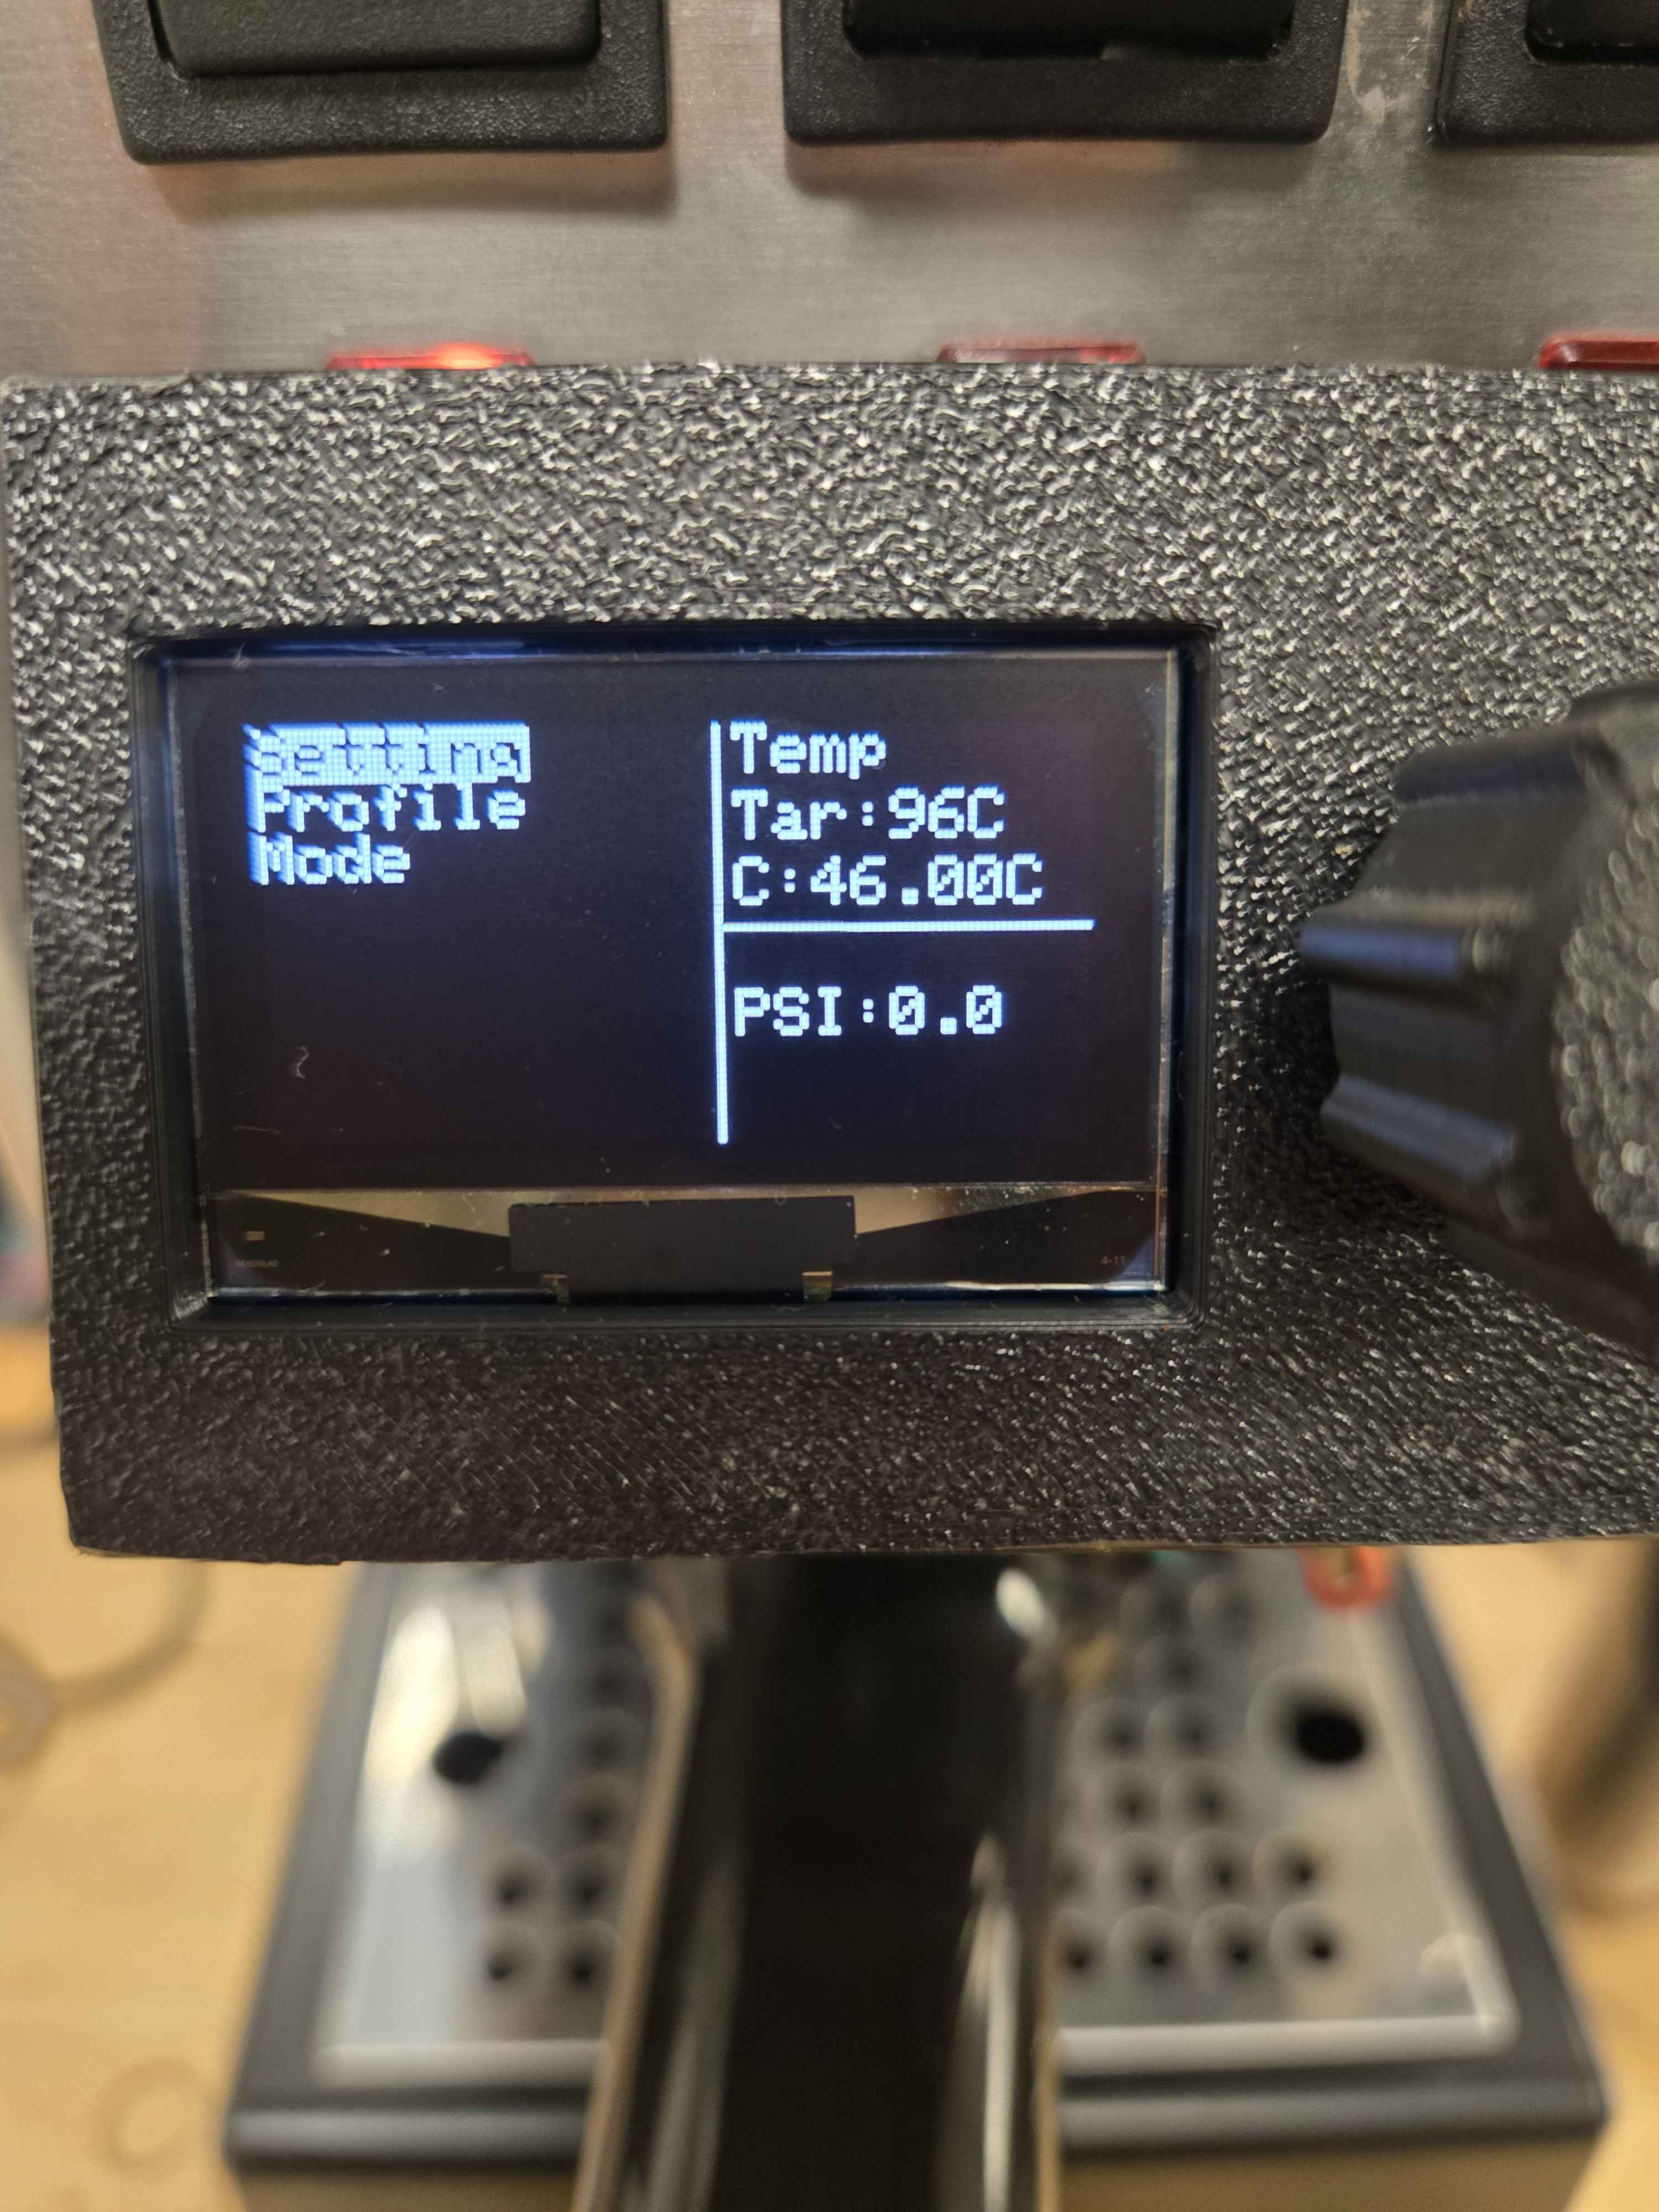 Setting
Profile
Mode
Temp
Tar:96C
C:46.00C
PSI:0.0